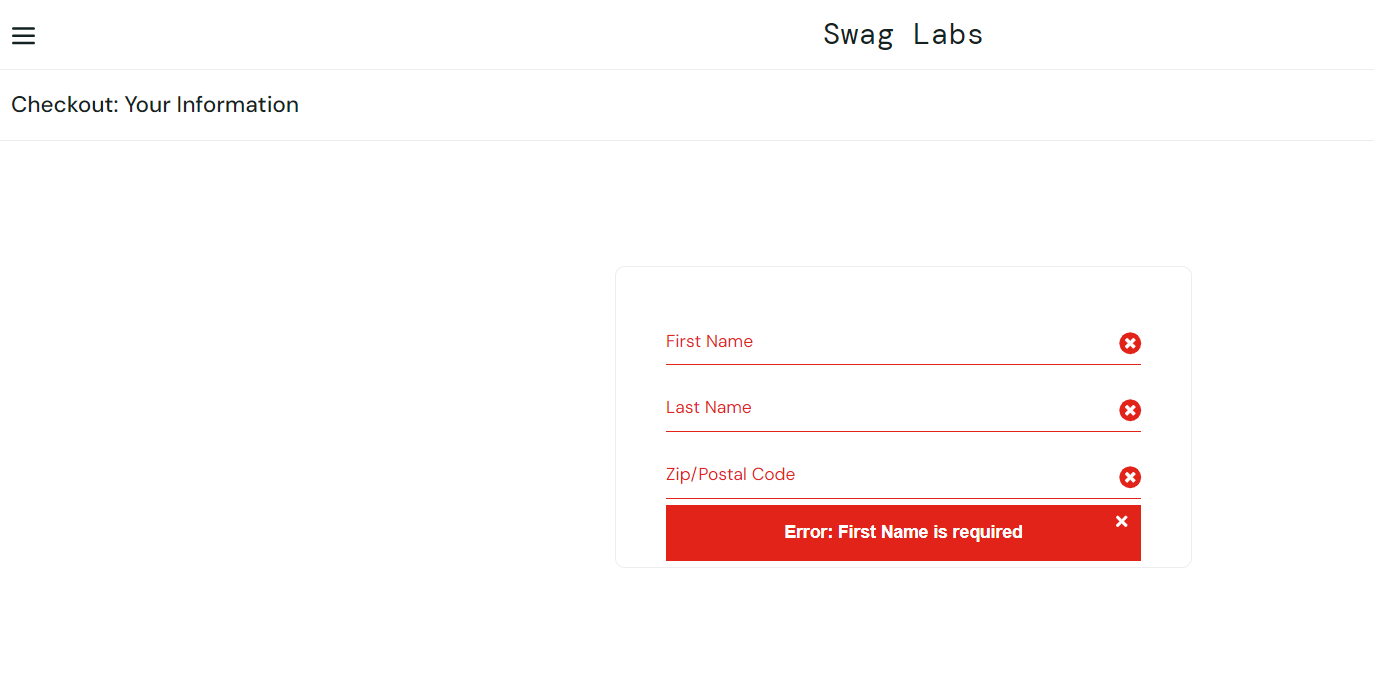 Swag Labs
Checkout: Your Information
First Name
Last Name
Zip/Postal Code
Error: First Name is required